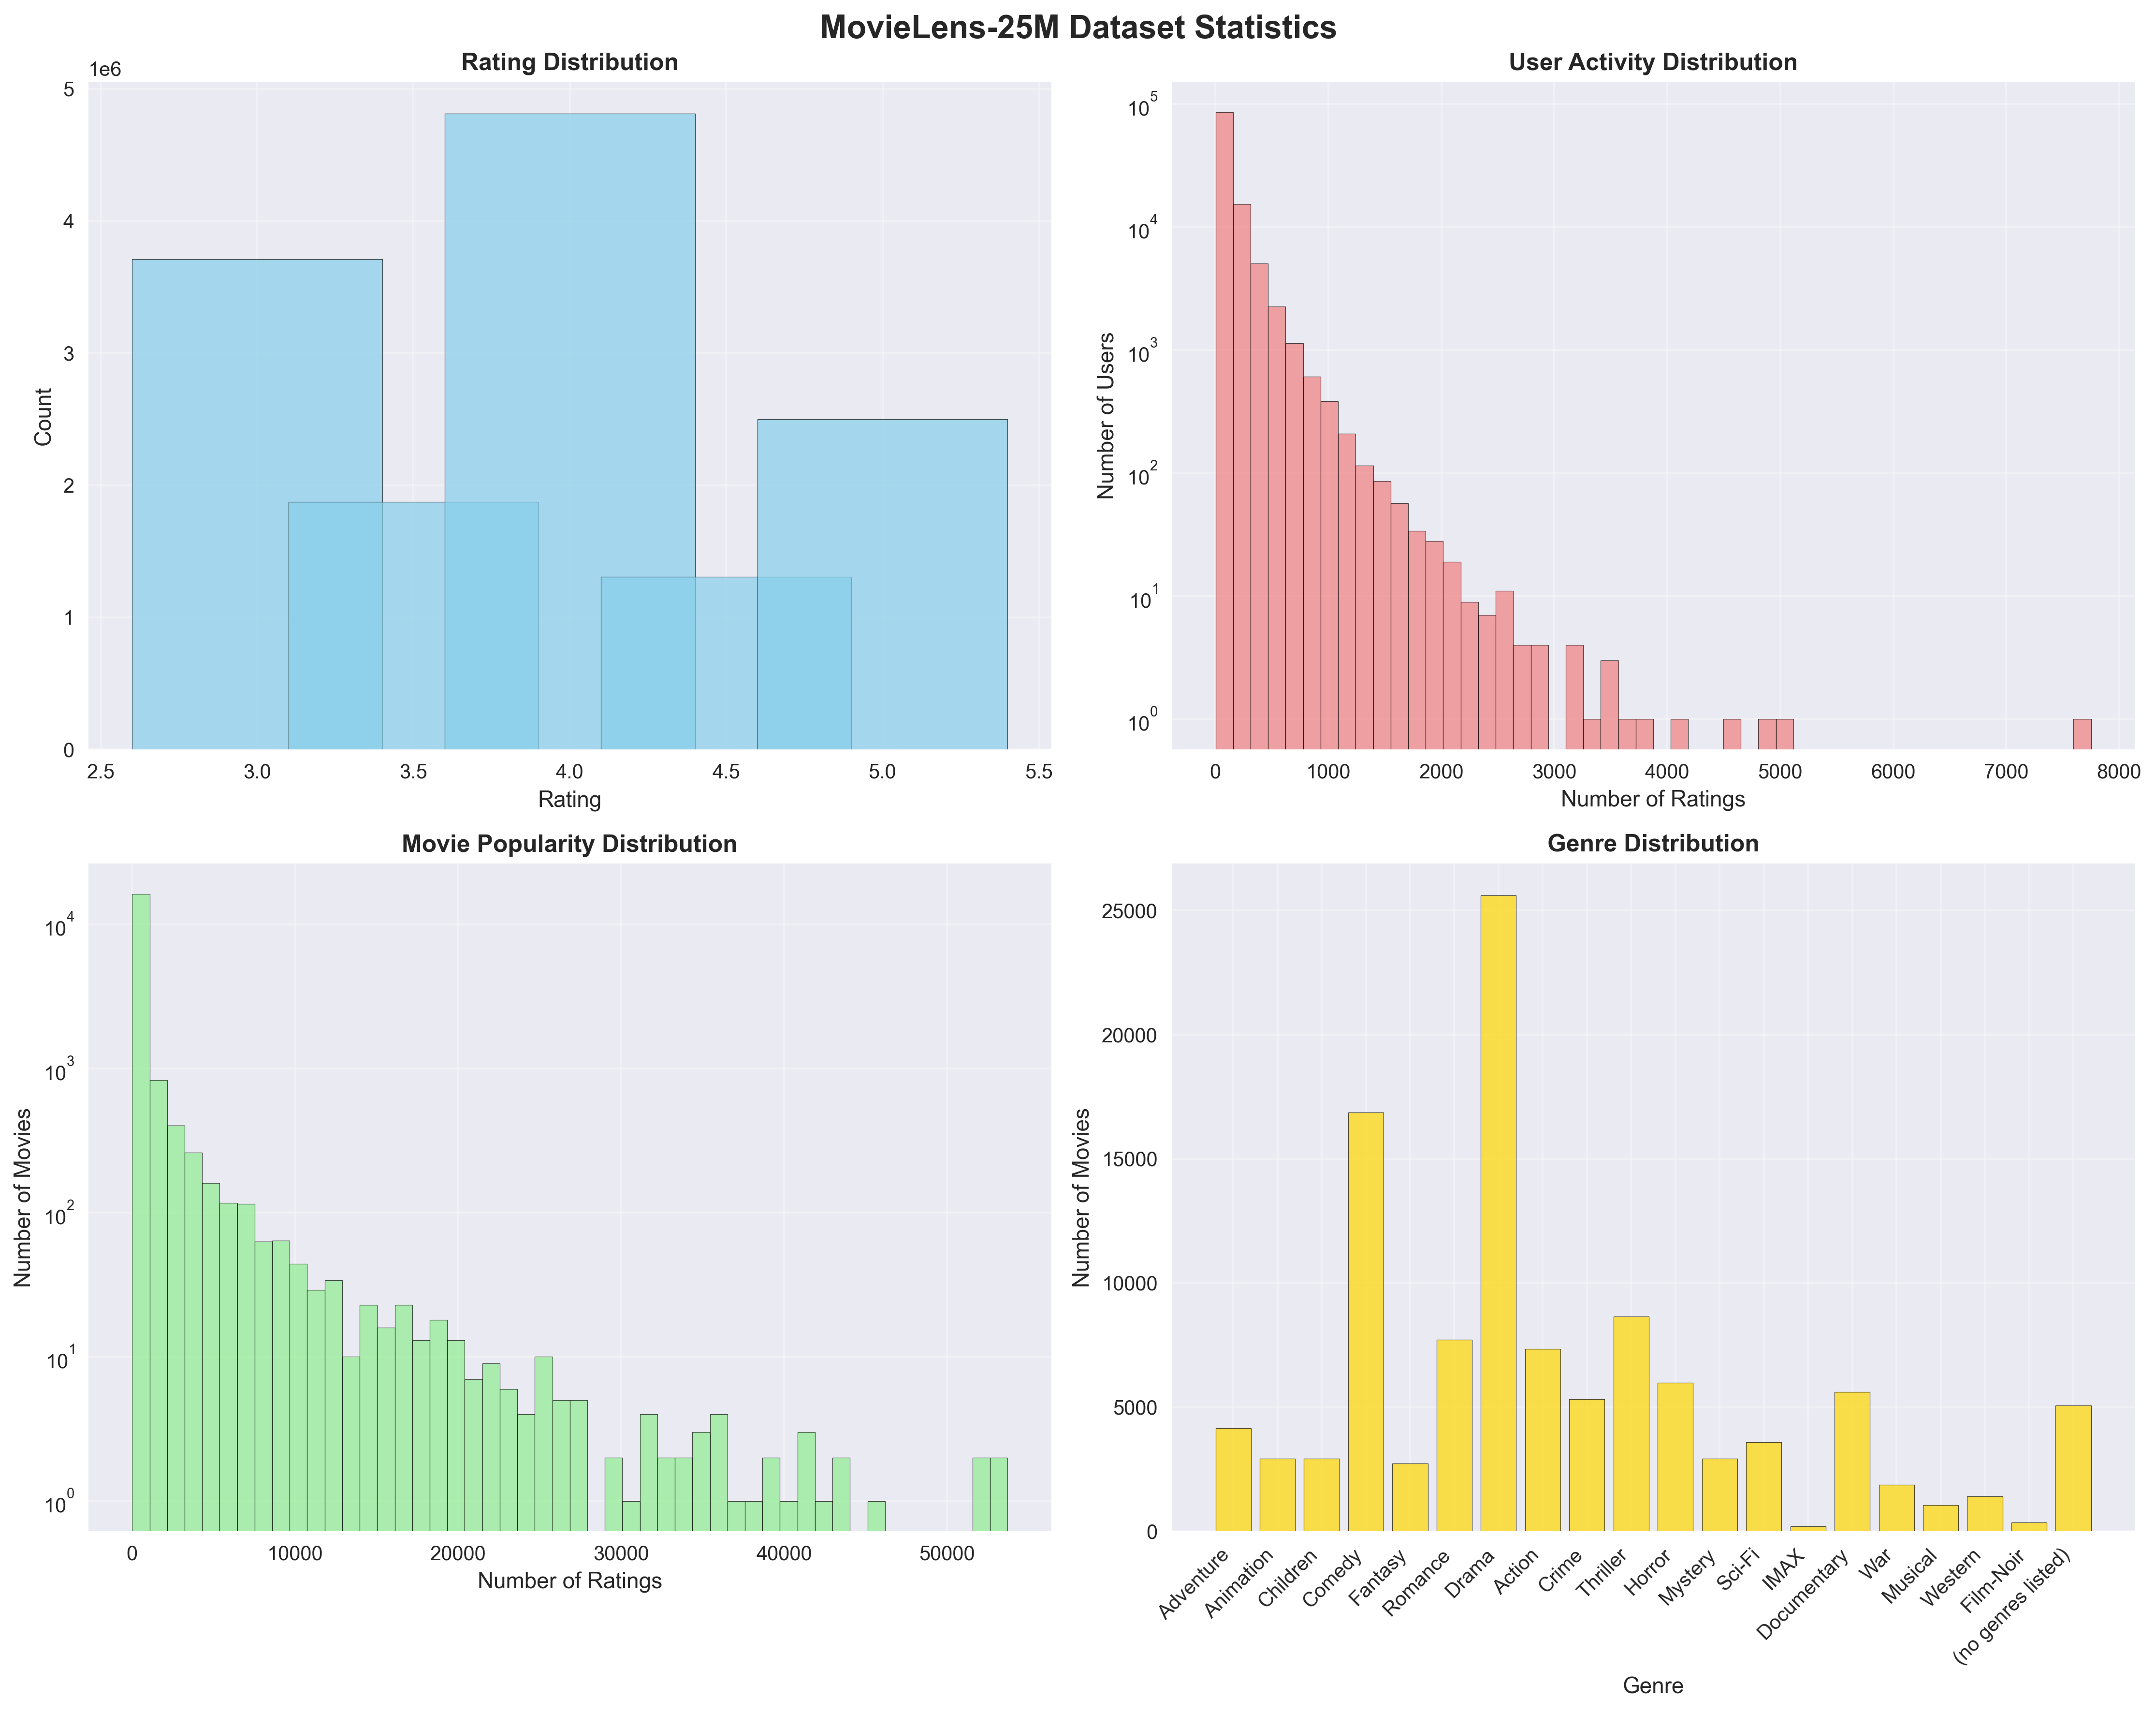 MovieLens-25M Dataset Statistics
Rating Distribution
1e6
5
4
3
2
1
0
Count
2.5 3.0 3.5 4.0 4.5 5.0 5.5
Rating
User Activity Distribution
10^5
10^4
10^3
10^2
10^1
10^0
Number of Users
0 1000 2000 3000 4000 5000 6000 7000 8000
Number of Ratings
Movie Popularity Distribution
10^4
10^3
10^2
10^1
10^0
Number of Movies
0 10000 20000 30000 40000 50000
Number of Ratings
Genre Distribution
25000
20000
15000
10000
5000
0
Number of Movies
Adventure
Animation
Children
Comedy
Fantasy
Romance
Drama
Action
Crime
Thriller
Horror
Mystery
Sci-Fi
IMAX
Documentary
War
Musical
Western
Film-Noir
(no genres listed)
Genre